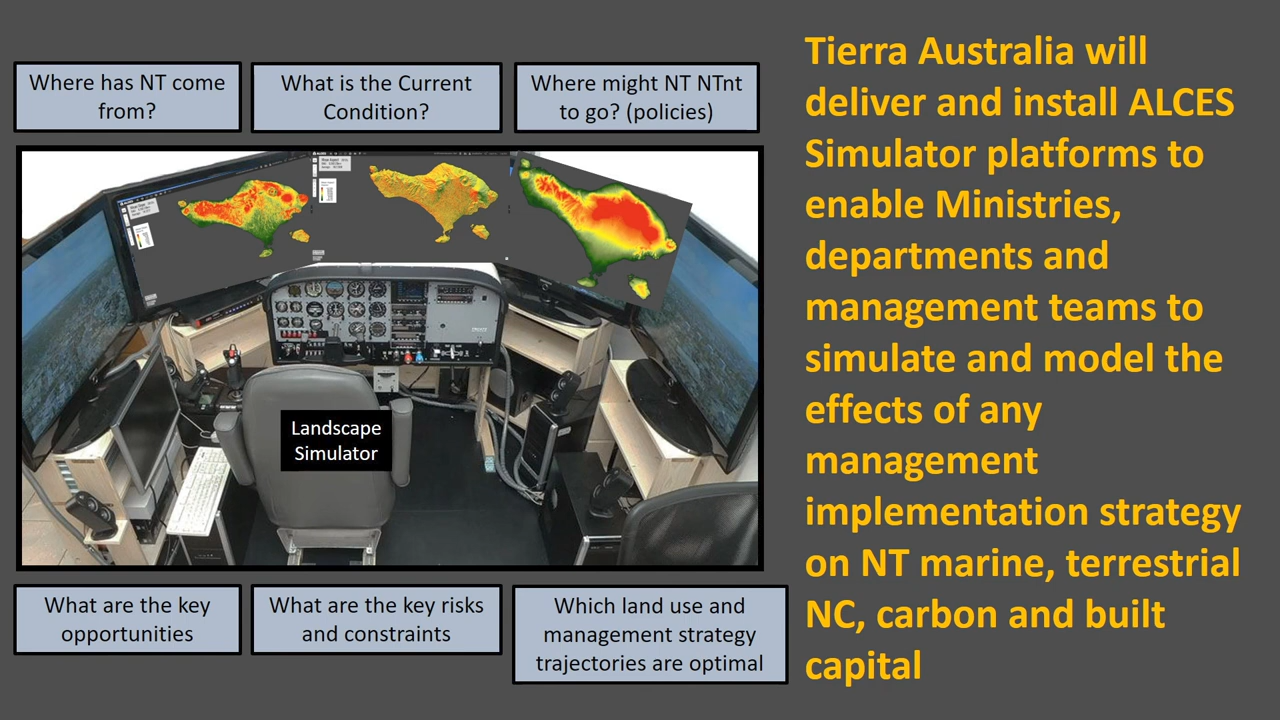 Where has NT come
from?
What is the Current
Condition?
Where might NT NTnt
to go? (policies)
Landscape
Simulator
What are the key
opportunities
What are the key risks
and constraints
Which land use and
management strategy
trajectories are optimal
Tierra Australia will
deliver and install ALCES
Simulator platforms to
enable Ministries,
departments and
management teams to
simulate and model the
effects of any
management
implementation strategy
on NT marine, terrestrial
NC, carbon and built
capital